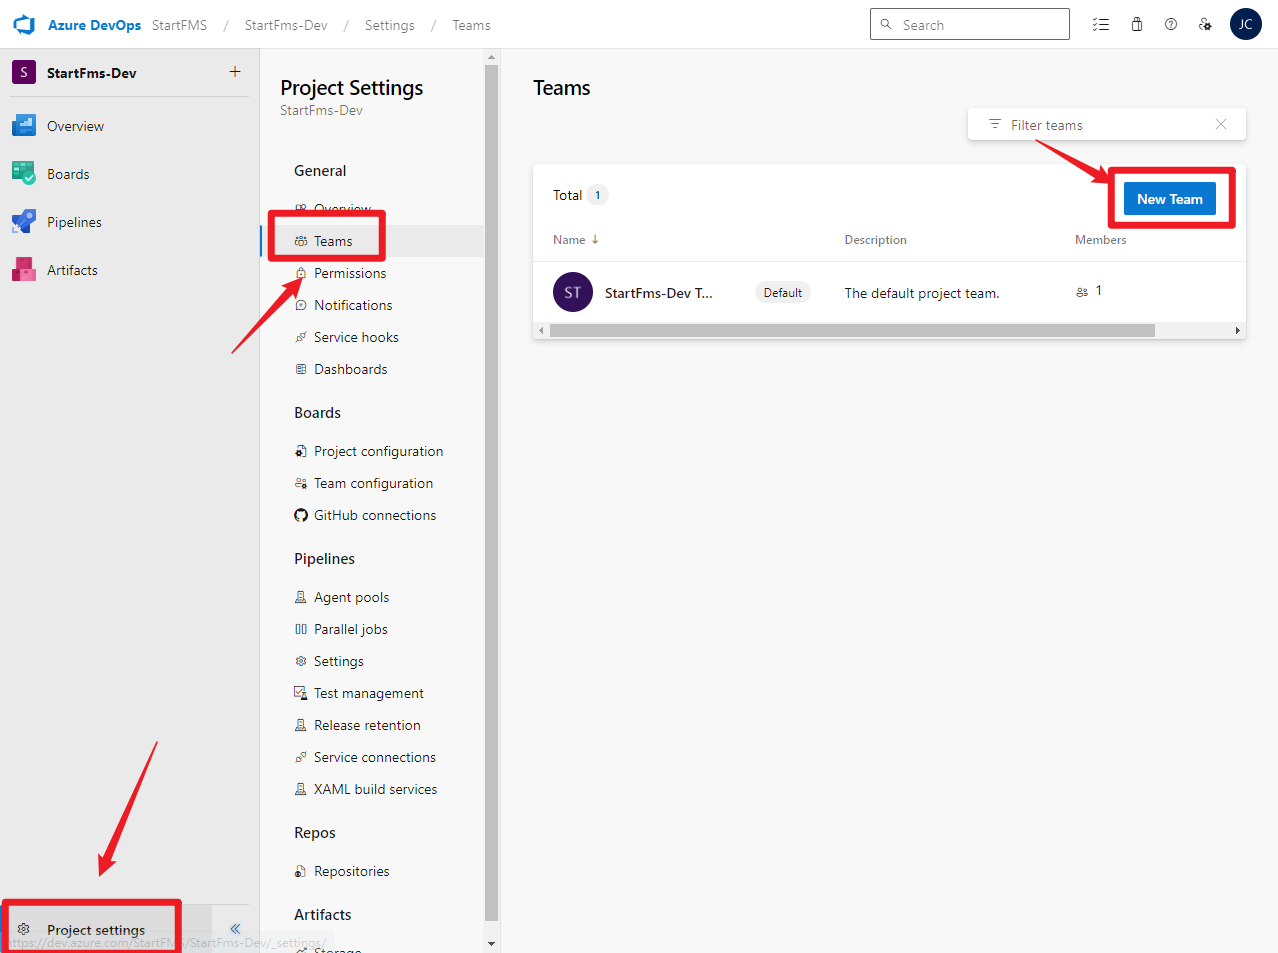 Azure DevOps StartFMS / StartFms-Dev / Settings / Teams
Search
JC
S StartFms-Dev +
Overview
Boards
Pipelines
Artifacts
Project settings
https://dev.azure.com/StartFMS/StartFms-Dev/_settings/
Project Settings
StartFms-Dev
General
Overview
Teams
Permissions
Notifications
Service hooks
Dashboards
Boards
Project configuration
Team configuration
GitHub connections
Pipelines
Agent pools
Parallel jobs
Settings
Test management
Release retention
Service connections
XAML build services
Repos
Repositories
Artifacts
Storage
Teams
Filter teams
Total 1
New Team
Name ↓ Description Members
ST StartFms-Dev T... Default The default project team. 1